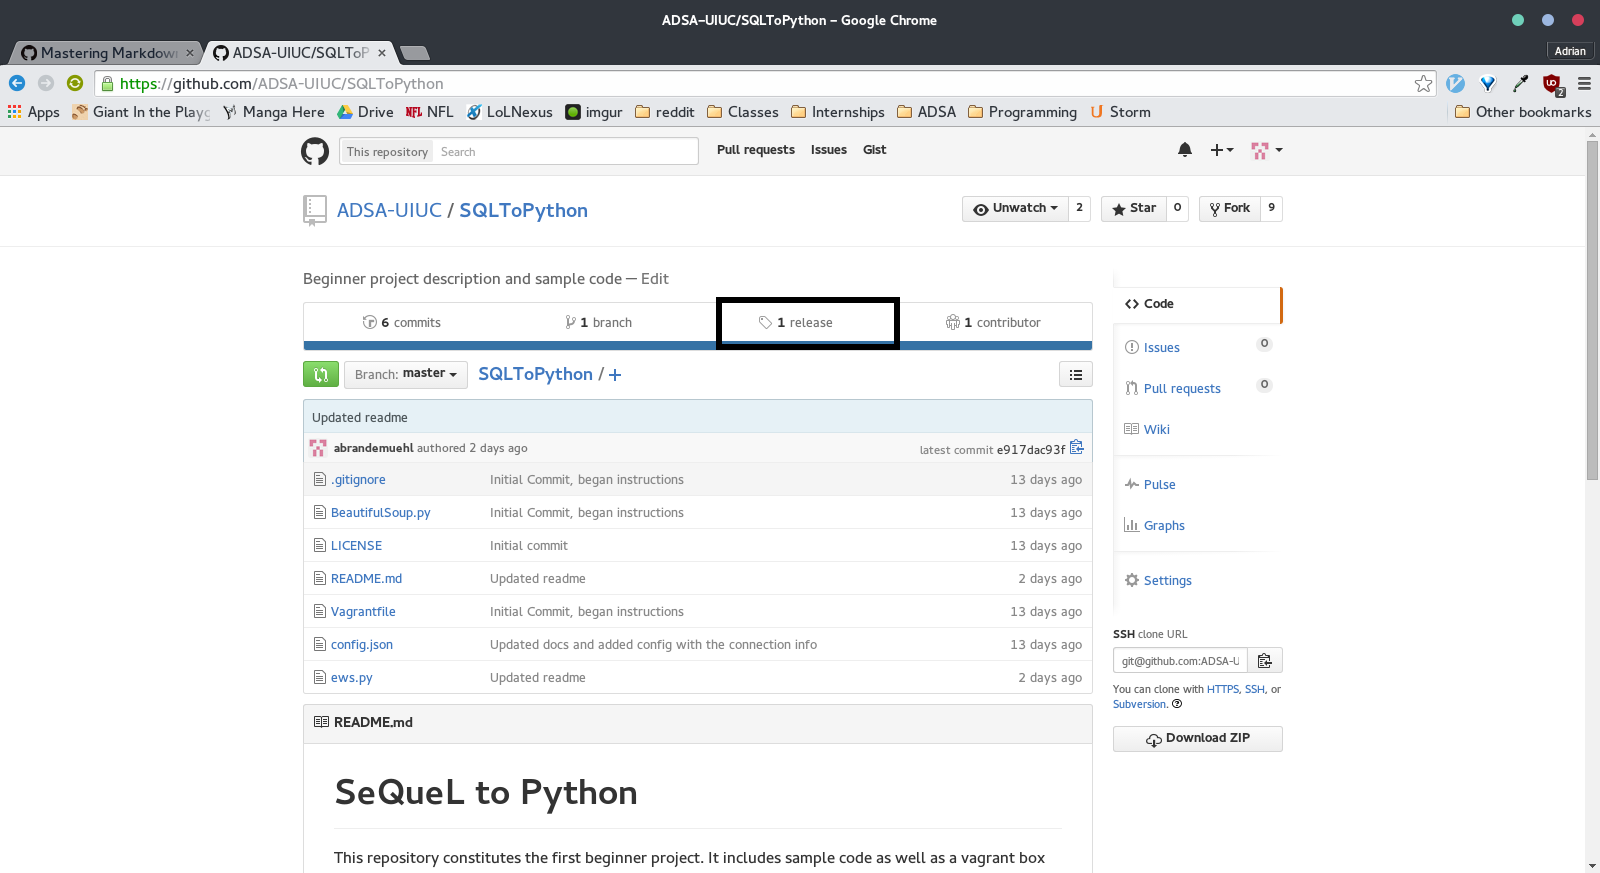 ADSA-UIUC/SQLToPython - Google Chrome
Mastering Markdow
ADSA-UIUC/SQLToP
Adrian
https://github.com/ADSA-UIUC/SQLToPython
2
Apps Giant In the Playg Manga Here Drive NFL NFL LoLNexus imgur reddit Classes Internships ADSA Programming Storm Other bookmarks
This repository Search Pull requests Issues Gist
ADSA-UIUC / SQLToPython Unwatch 2 Star 0 Fork 9
Beginner project description and sample code — Edit
6 commits 1 branch 1 release 1 contributor
Branch: master SQLToPython / +
Updated readme
abrandemuehl authored 2 days ago latest commit e917dac93f
.gitignore Initial Commit, began instructions 13 days ago
BeautifulSoup.py Initial Commit, began instructions 13 days ago
LICENSE Initial commit 13 days ago
README.md Updated readme 2 days ago
Vagrantfile Initial Commit, began instructions 13 days ago
config.json Updated docs and added config with the connection info 13 days ago
ews.py Updated readme 2 days ago
README.md
SeQueL to Python
This repository constitutes the first beginner project. It includes sample code as well as a vagrant box
Code
Issues 0
Pull requests 0
Wiki
Pulse
Graphs
Settings
SSH clone URL
git@github.com:ADSA-U
You can clone with HTTPS, SSH, or
Subversion.
Download ZIP